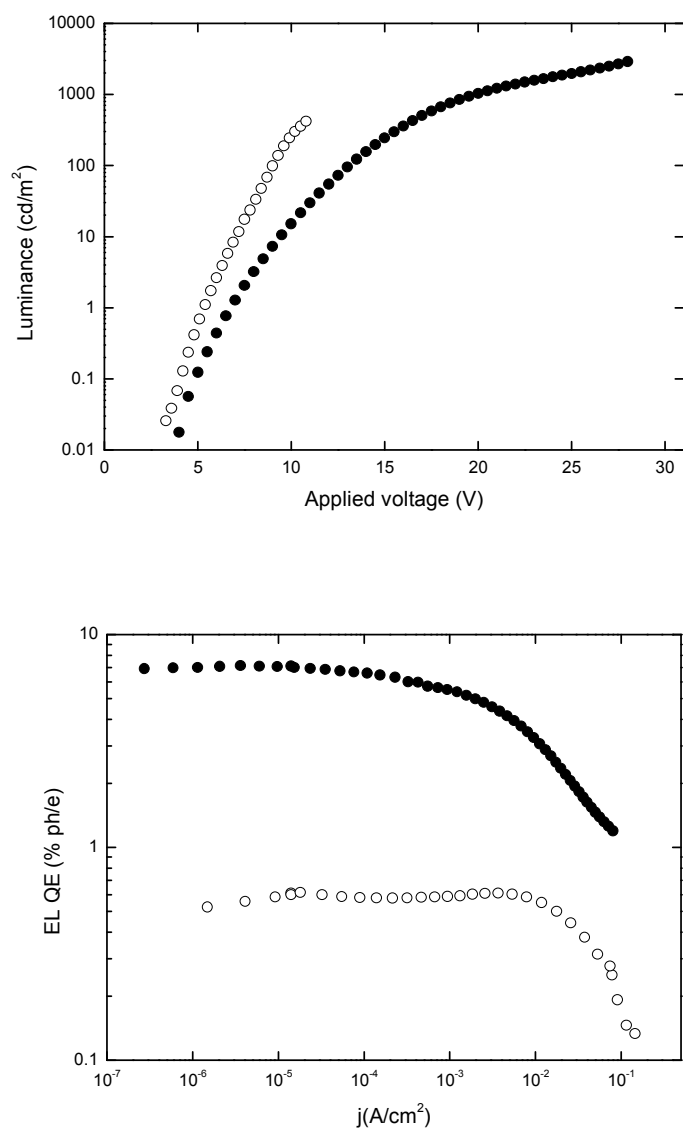 10000
1000
100
10
1
0.1
0.01
Luminance (cd/m²)
0 5 10 15 20 25 30
Applied voltage (V)
10
1
0.1
EL QE (% ph/e)
10⁻⁷ 10⁻⁶ 10⁻⁵ 10⁻⁴ 10⁻³ 10⁻² 10⁻¹
j(A/cm²)